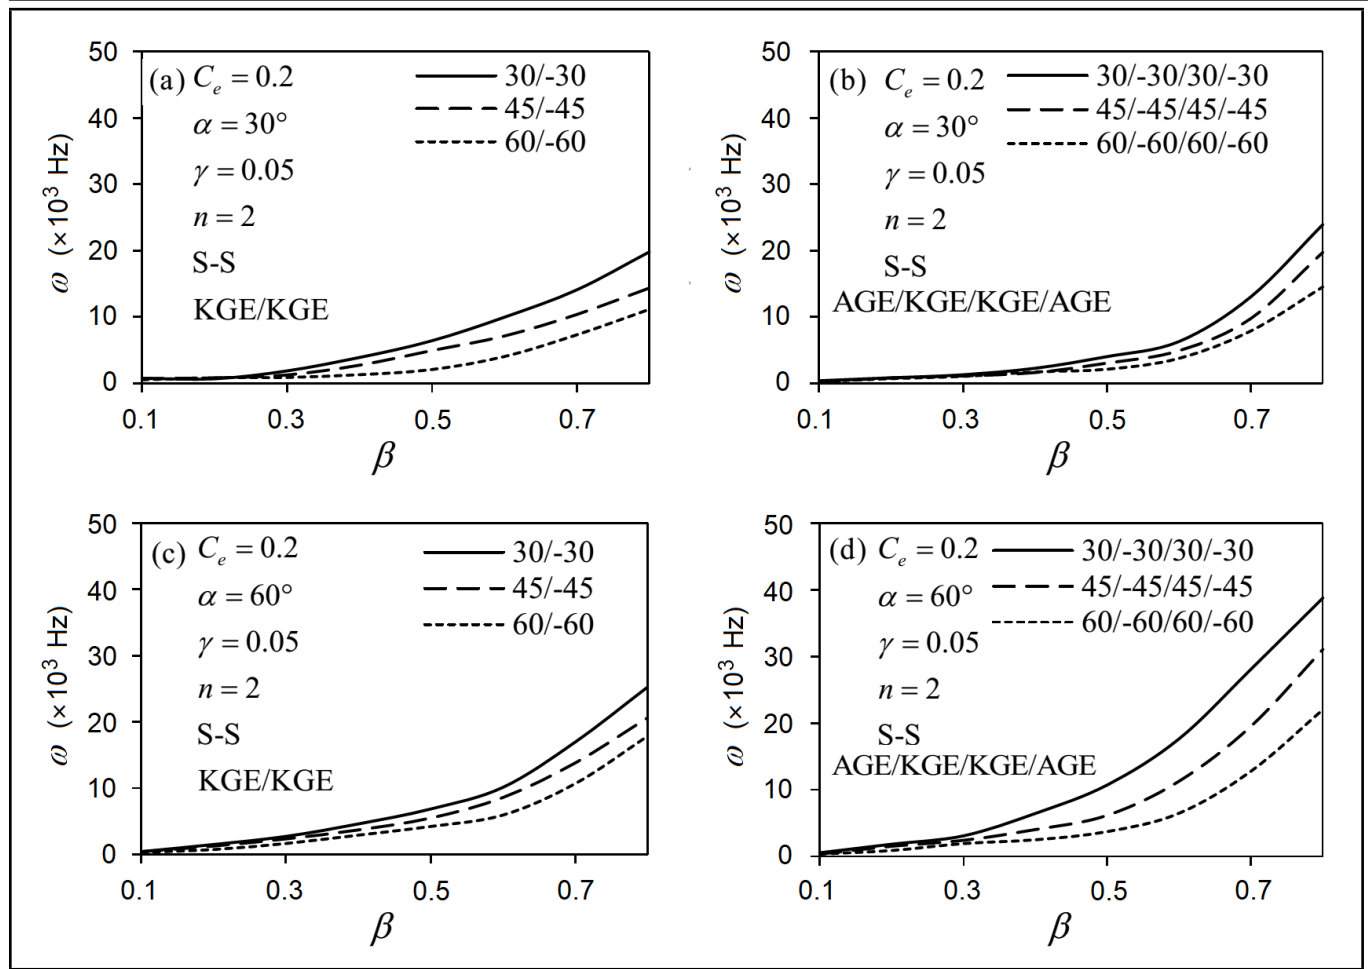 (a) Cₑ = 0.2
α = 30°
γ = 0.05
n = 2
S-S
KGE/KGE
30/-30
45/-45
60/-60
ω (×10³ Hz)
50
40
30
20
10
0
0.1 0.3 0.5 0.7
β
(b) Cₑ = 0.2
α = 30°
γ = 0.05
n = 2
S-S
AGE/KGE/KGE/AGE
30/-30/30/-30
45/-45/45/-45
60/-60/60/-60
ω (×10³ Hz)
50
40
30
20
10
0
0.1 0.3 0.5 0.7
β
(c) Cₑ = 0.2
α = 60°
γ = 0.05
n = 2
S-S
KGE/KGE
30/-30
45/-45
60/-60
ω (×10³ Hz)
50
40
30
20
10
0
0.1 0.3 0.5 0.7
β
(d) Cₑ = 0.2
α = 60°
γ = 0.05
n = 2
S-S
AGE/KGE/KGE/AGE
30/-30/30/-30
45/-45/45/-45
60/-60/60/-60
ω (×10³ Hz)
50
40
30
20
10
0
0.1 0.3 0.5 0.7
β